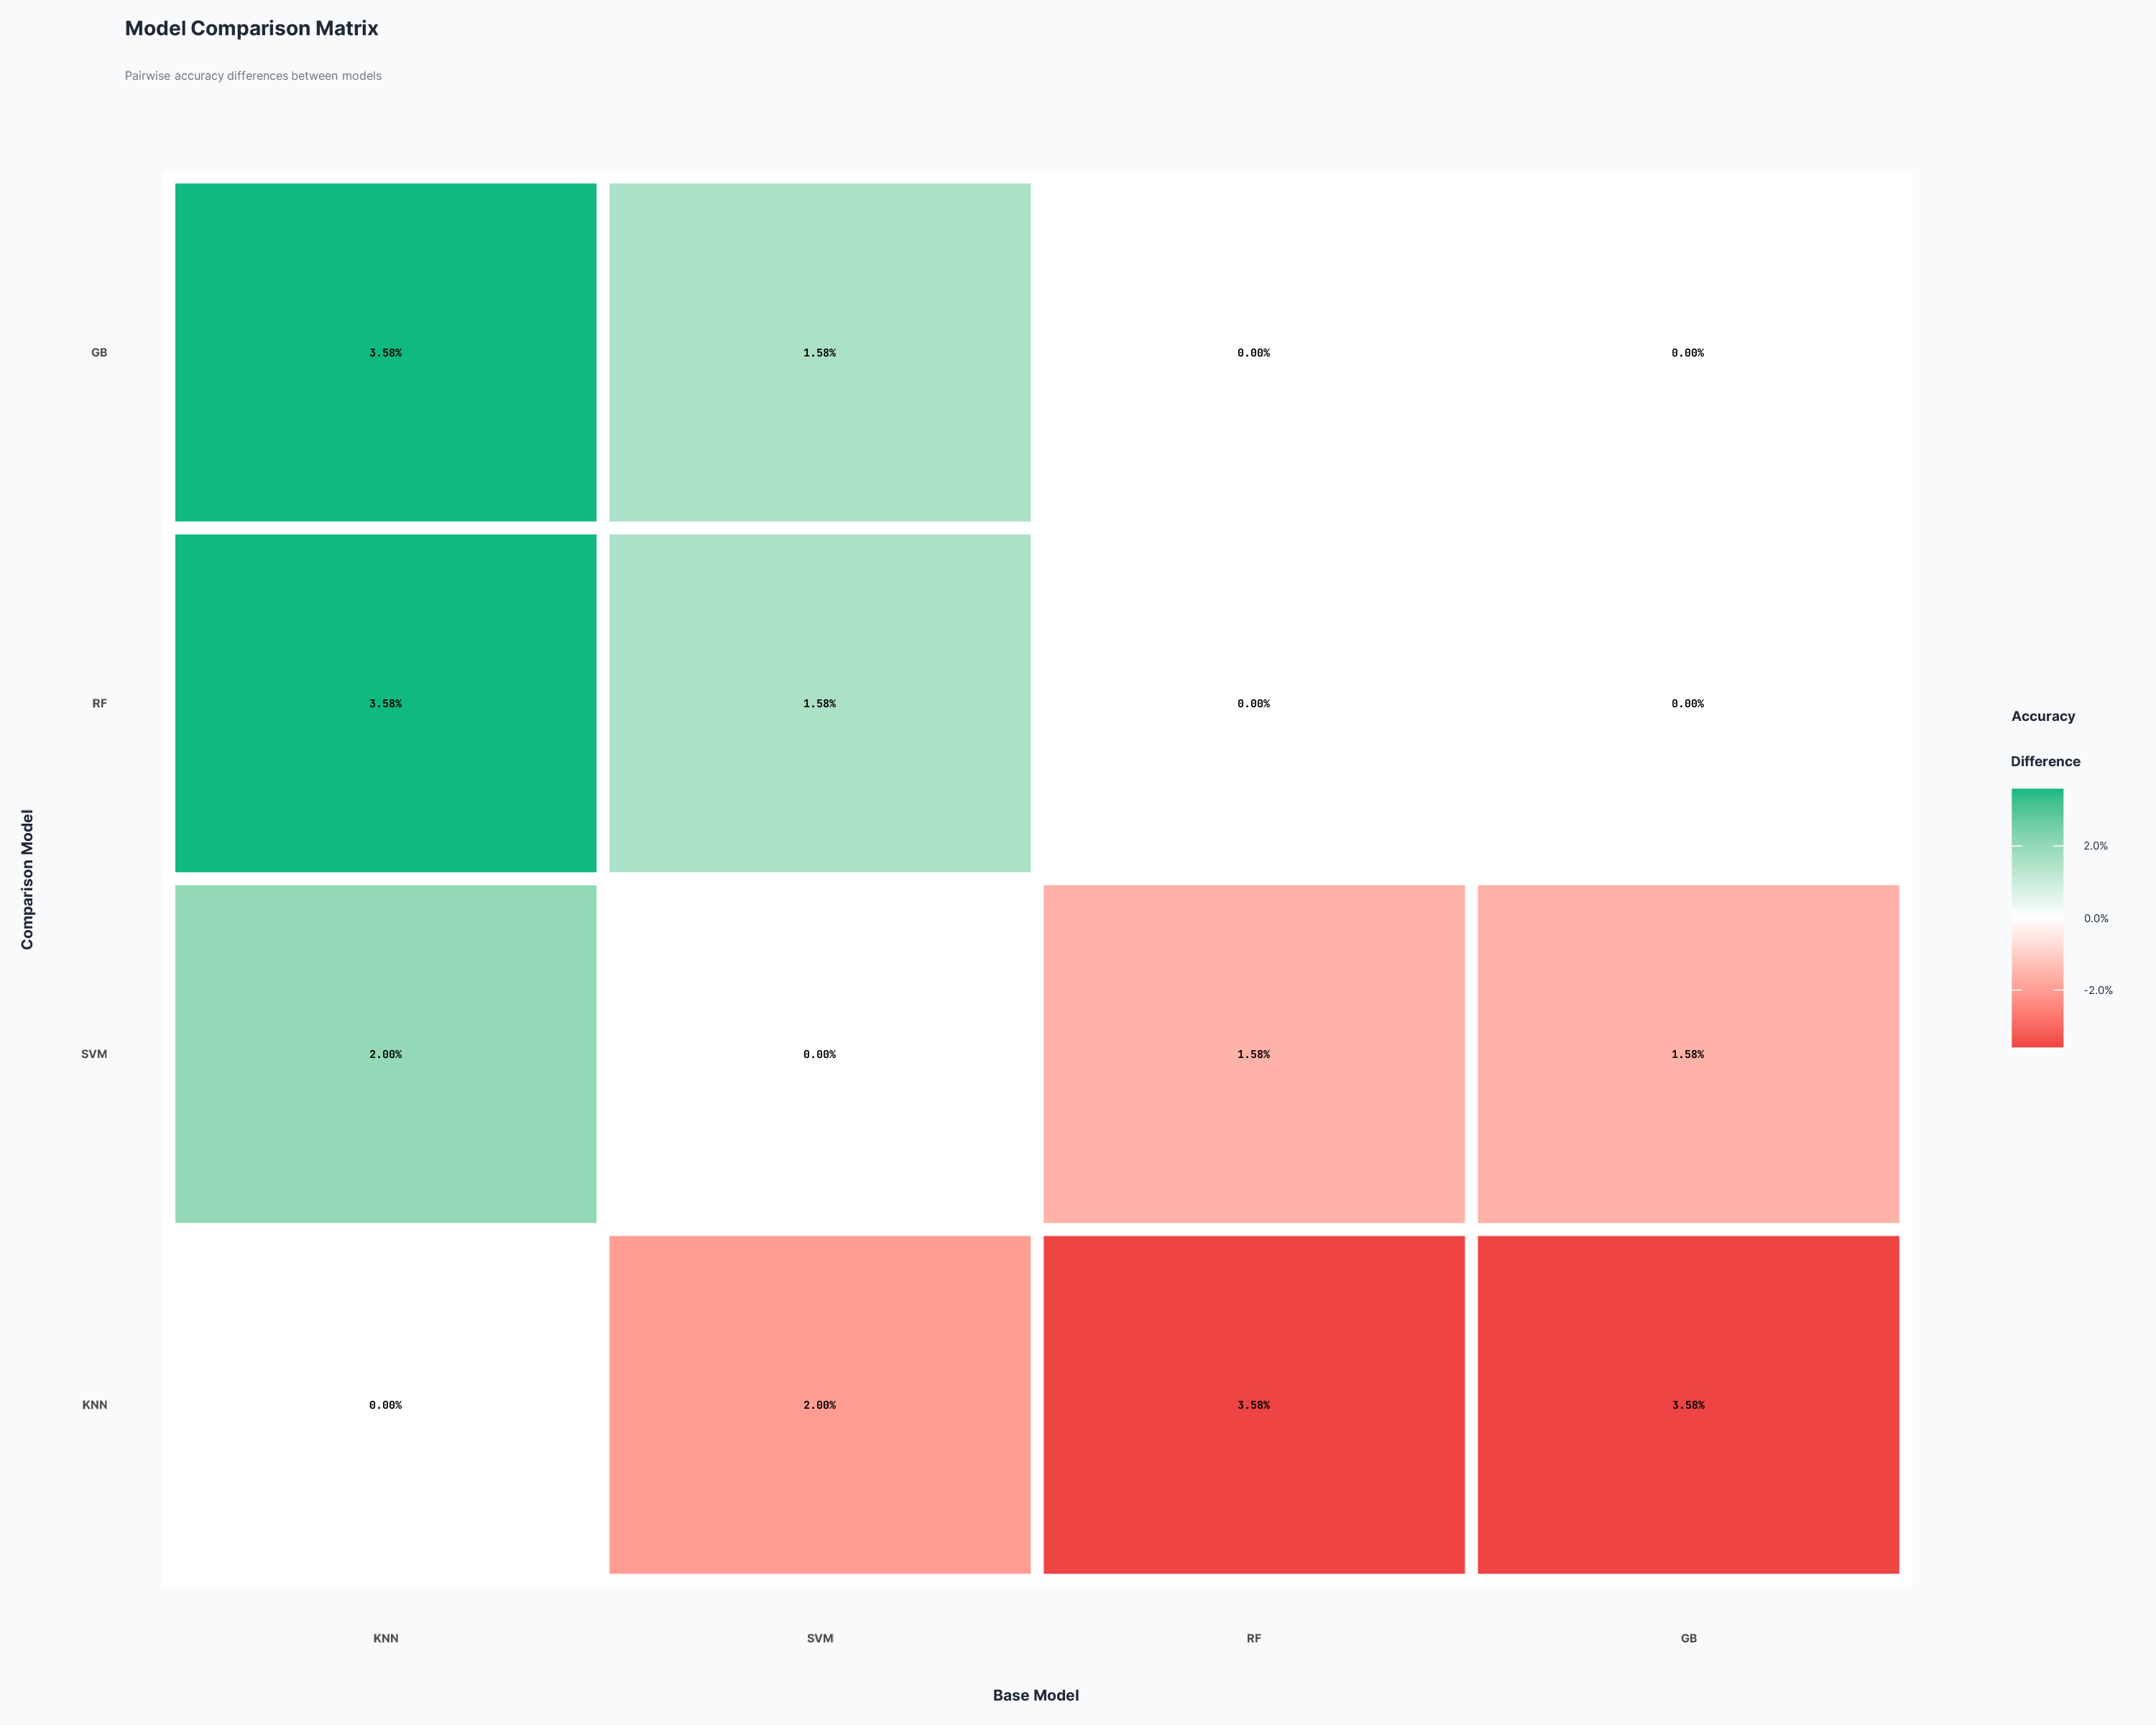 Model Comparison Matrix
Pairwise accuracy differences between models
Comparison Model
GB
3.58%
1.58%
0.00%
0.00%
RF
3.58%
1.58%
0.00%
0.00%
SVM
2.00%
0.00%
1.58%
1.58%
KNN
0.00%
2.00%
3.58%
3.58%
KNN
SVM
RF
GB
Base Model
Accuracy
Difference
2.0%
0.0%
-2.0%